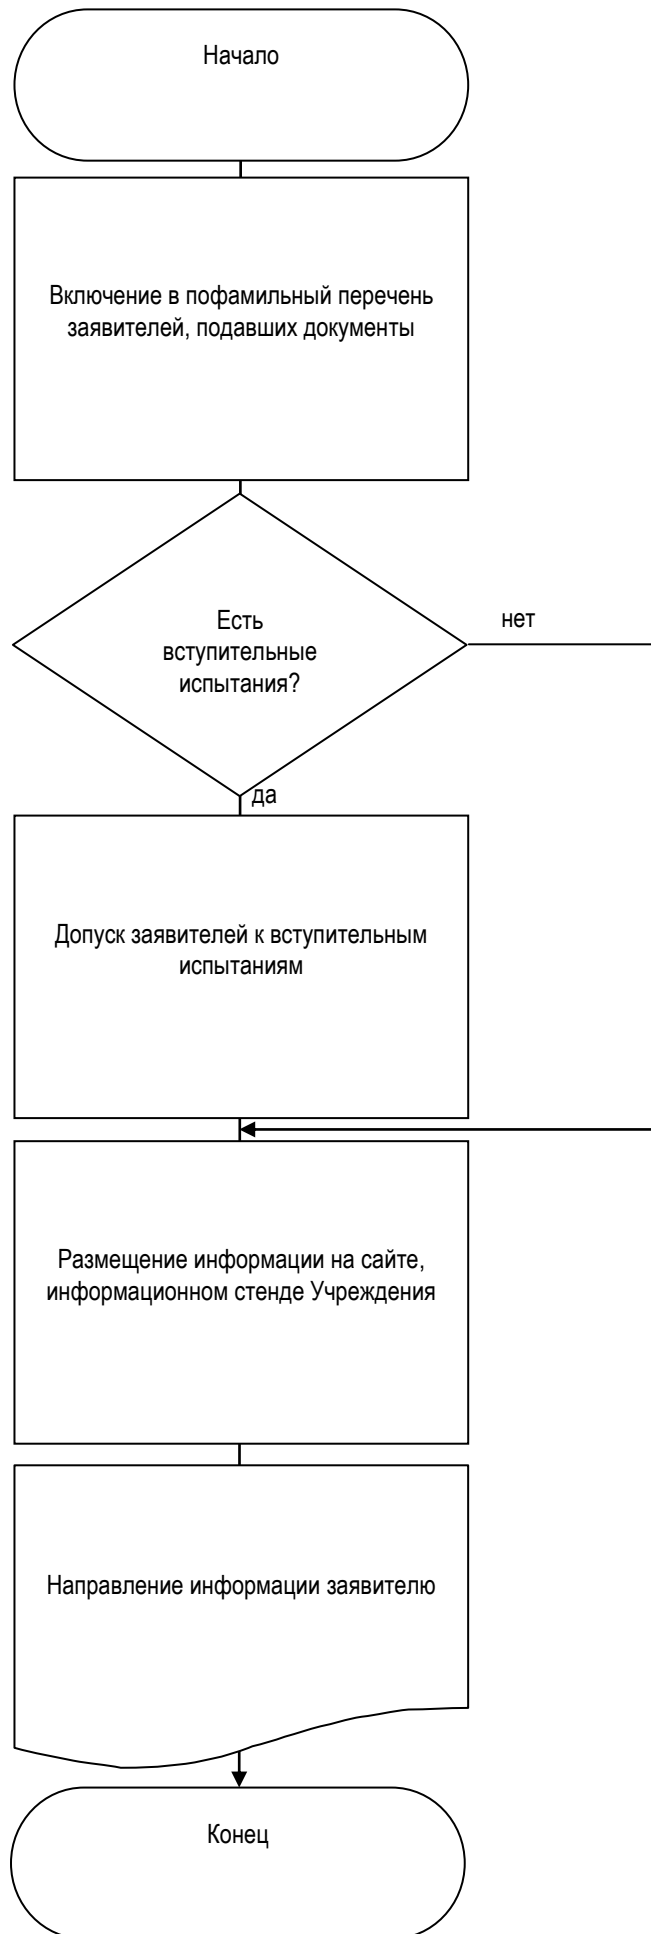 Начало
Включение в пофамильный перечень
заявителей, подавших документы
Есть
вступительные
испытания?
нет
да
Допуск заявителей к вступительным
испытаниям
Размещение информации на сайте,
информационном стенде Учреждения
Направление информации заявителю
Конец